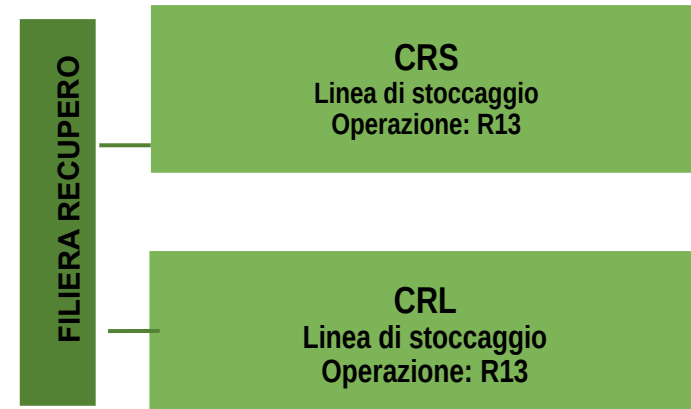 FILIERA RECUPERO
CRS
Linea di stoccaggio
Operazione: R13
CRL
Linea di stoccaggio
Operazione: R13